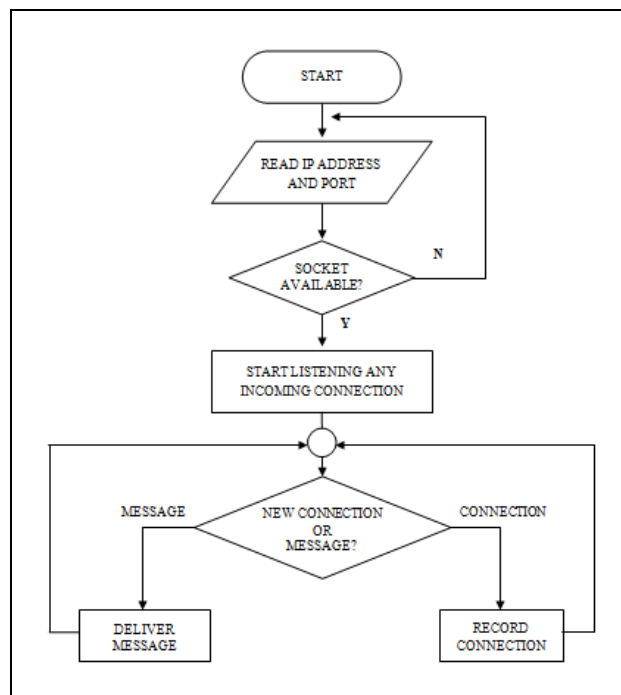 START
READ IP ADDRESS
AND PORT
N
SOCKET
AVAILABLE?
Y
START LISTENING ANY
INCOMING CONNECTION
MESSAGE
NEW CONNECTION
OR
MESSAGE?
CONNECTION
DELIVER
MESSAGE
RECORD
CONNECTION